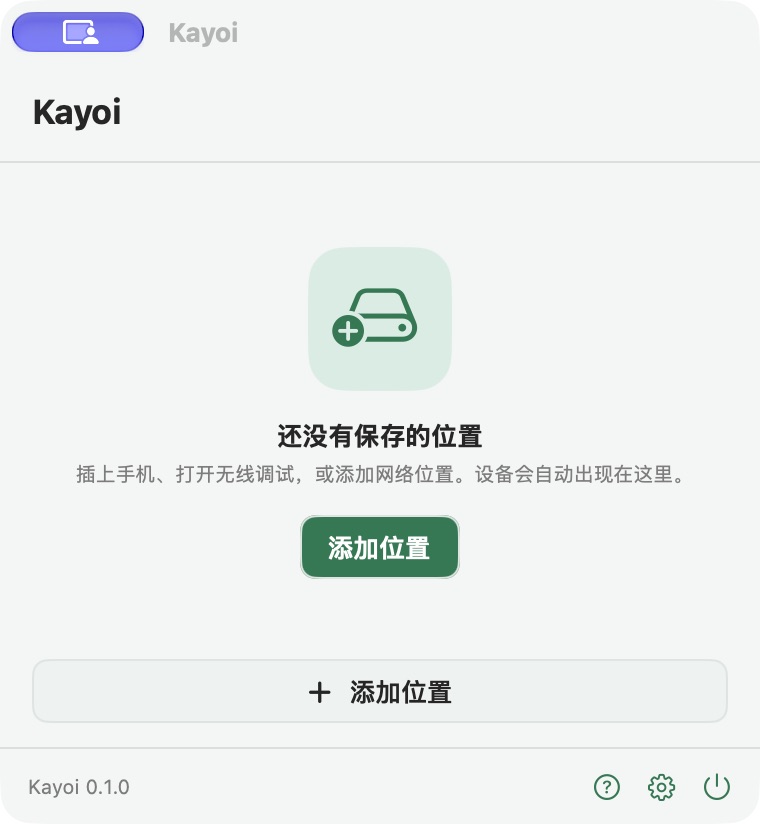 Kayoi
Kayoi
还没有保存的位置
插上手机、打开无线调试，或添加网络位置。设备会自动出现在这里。
添加位置
+ 添加位置
Kayoi 0.1.0